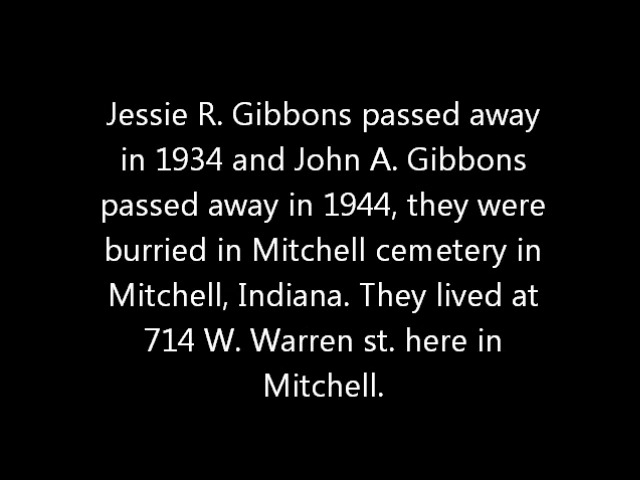 Jessie R. Gibbons passed away
in 1934 and John A. Gibbons
passed away in 1944, they were
burried in Mitchell cemetery in
Mitchell, Indiana. They lived at
714 W. Warren st. here in
Mitchell.